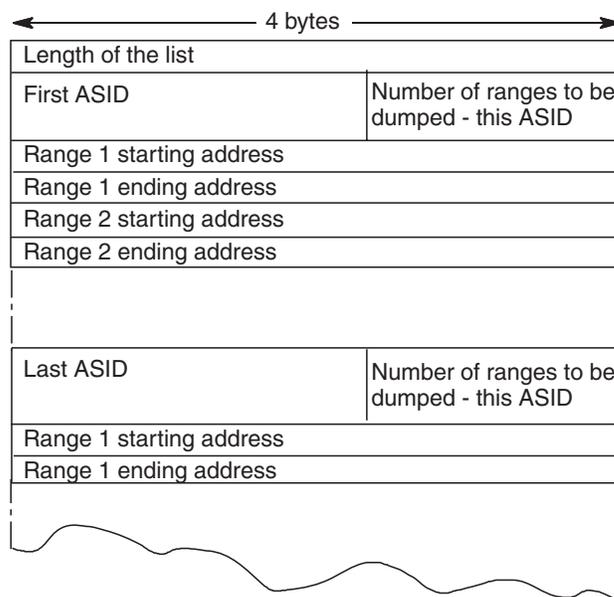 4 bytes
Length of the list
First ASID
Number of ranges to be
dumped - this ASID
Range 1 starting address
Range 1 ending address
Range 2 starting address
Range 2 ending address
Last ASID
Number of ranges to be
dumped - this ASID
Range 1 starting address
Range 1 ending address